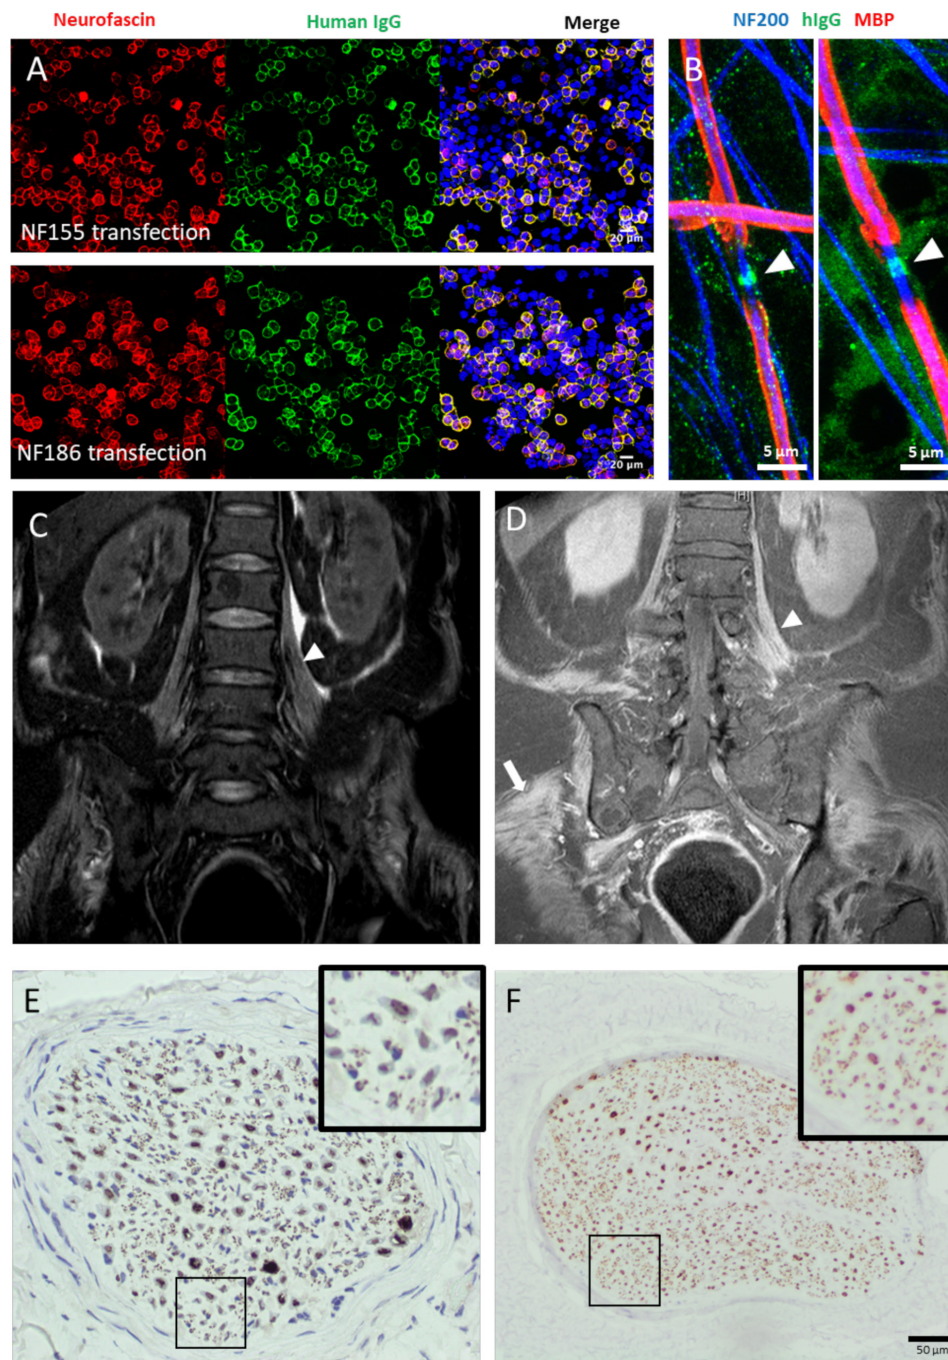 Neurofascin Human IgG Merge NF200 hIgG MBP
A B
NF155 transfection 20 µm
NF186 transfection 20 µm 5 µm 5 µm
C D
H
E F
50 µm